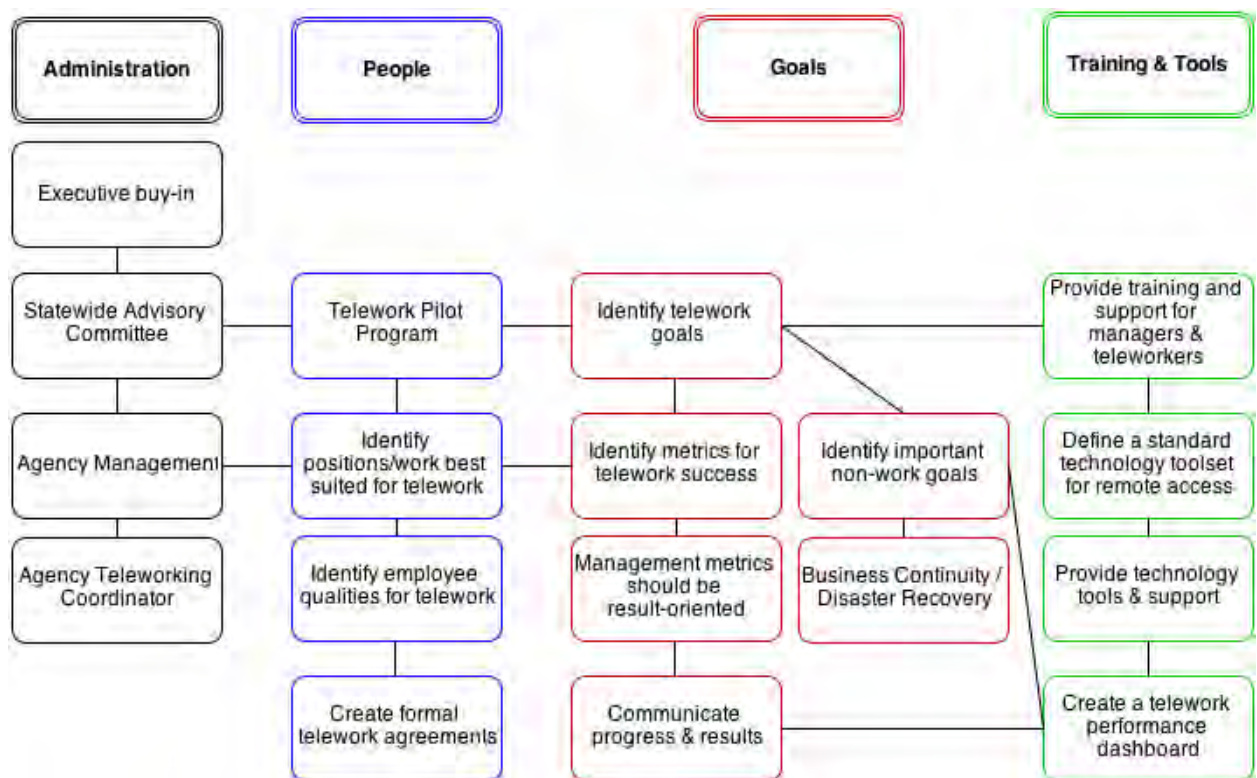 Administration
People
Goals
Training & Tools
Executive buy-in
Statewide Advisory
Committee
Telework Pilot
Program
Identify telework
goals
Provide training and
support for
managers &
teleworkers
Agency Management
Identify
positions/work best
suited for telework
Identify metrics for
telework success
Identify important
non-work goals
Define a standard
technology toolset
for remote access
Agency Teleworking
Coordinator
Identify employee
qualities for telework
Management metrics
should be
result-oriented
Business Continuity /
Disaster Recovery
Provide technology
tools & support
Create formal
telework agreements
Communicate
progress & results
Create a telework
performance
dashboard